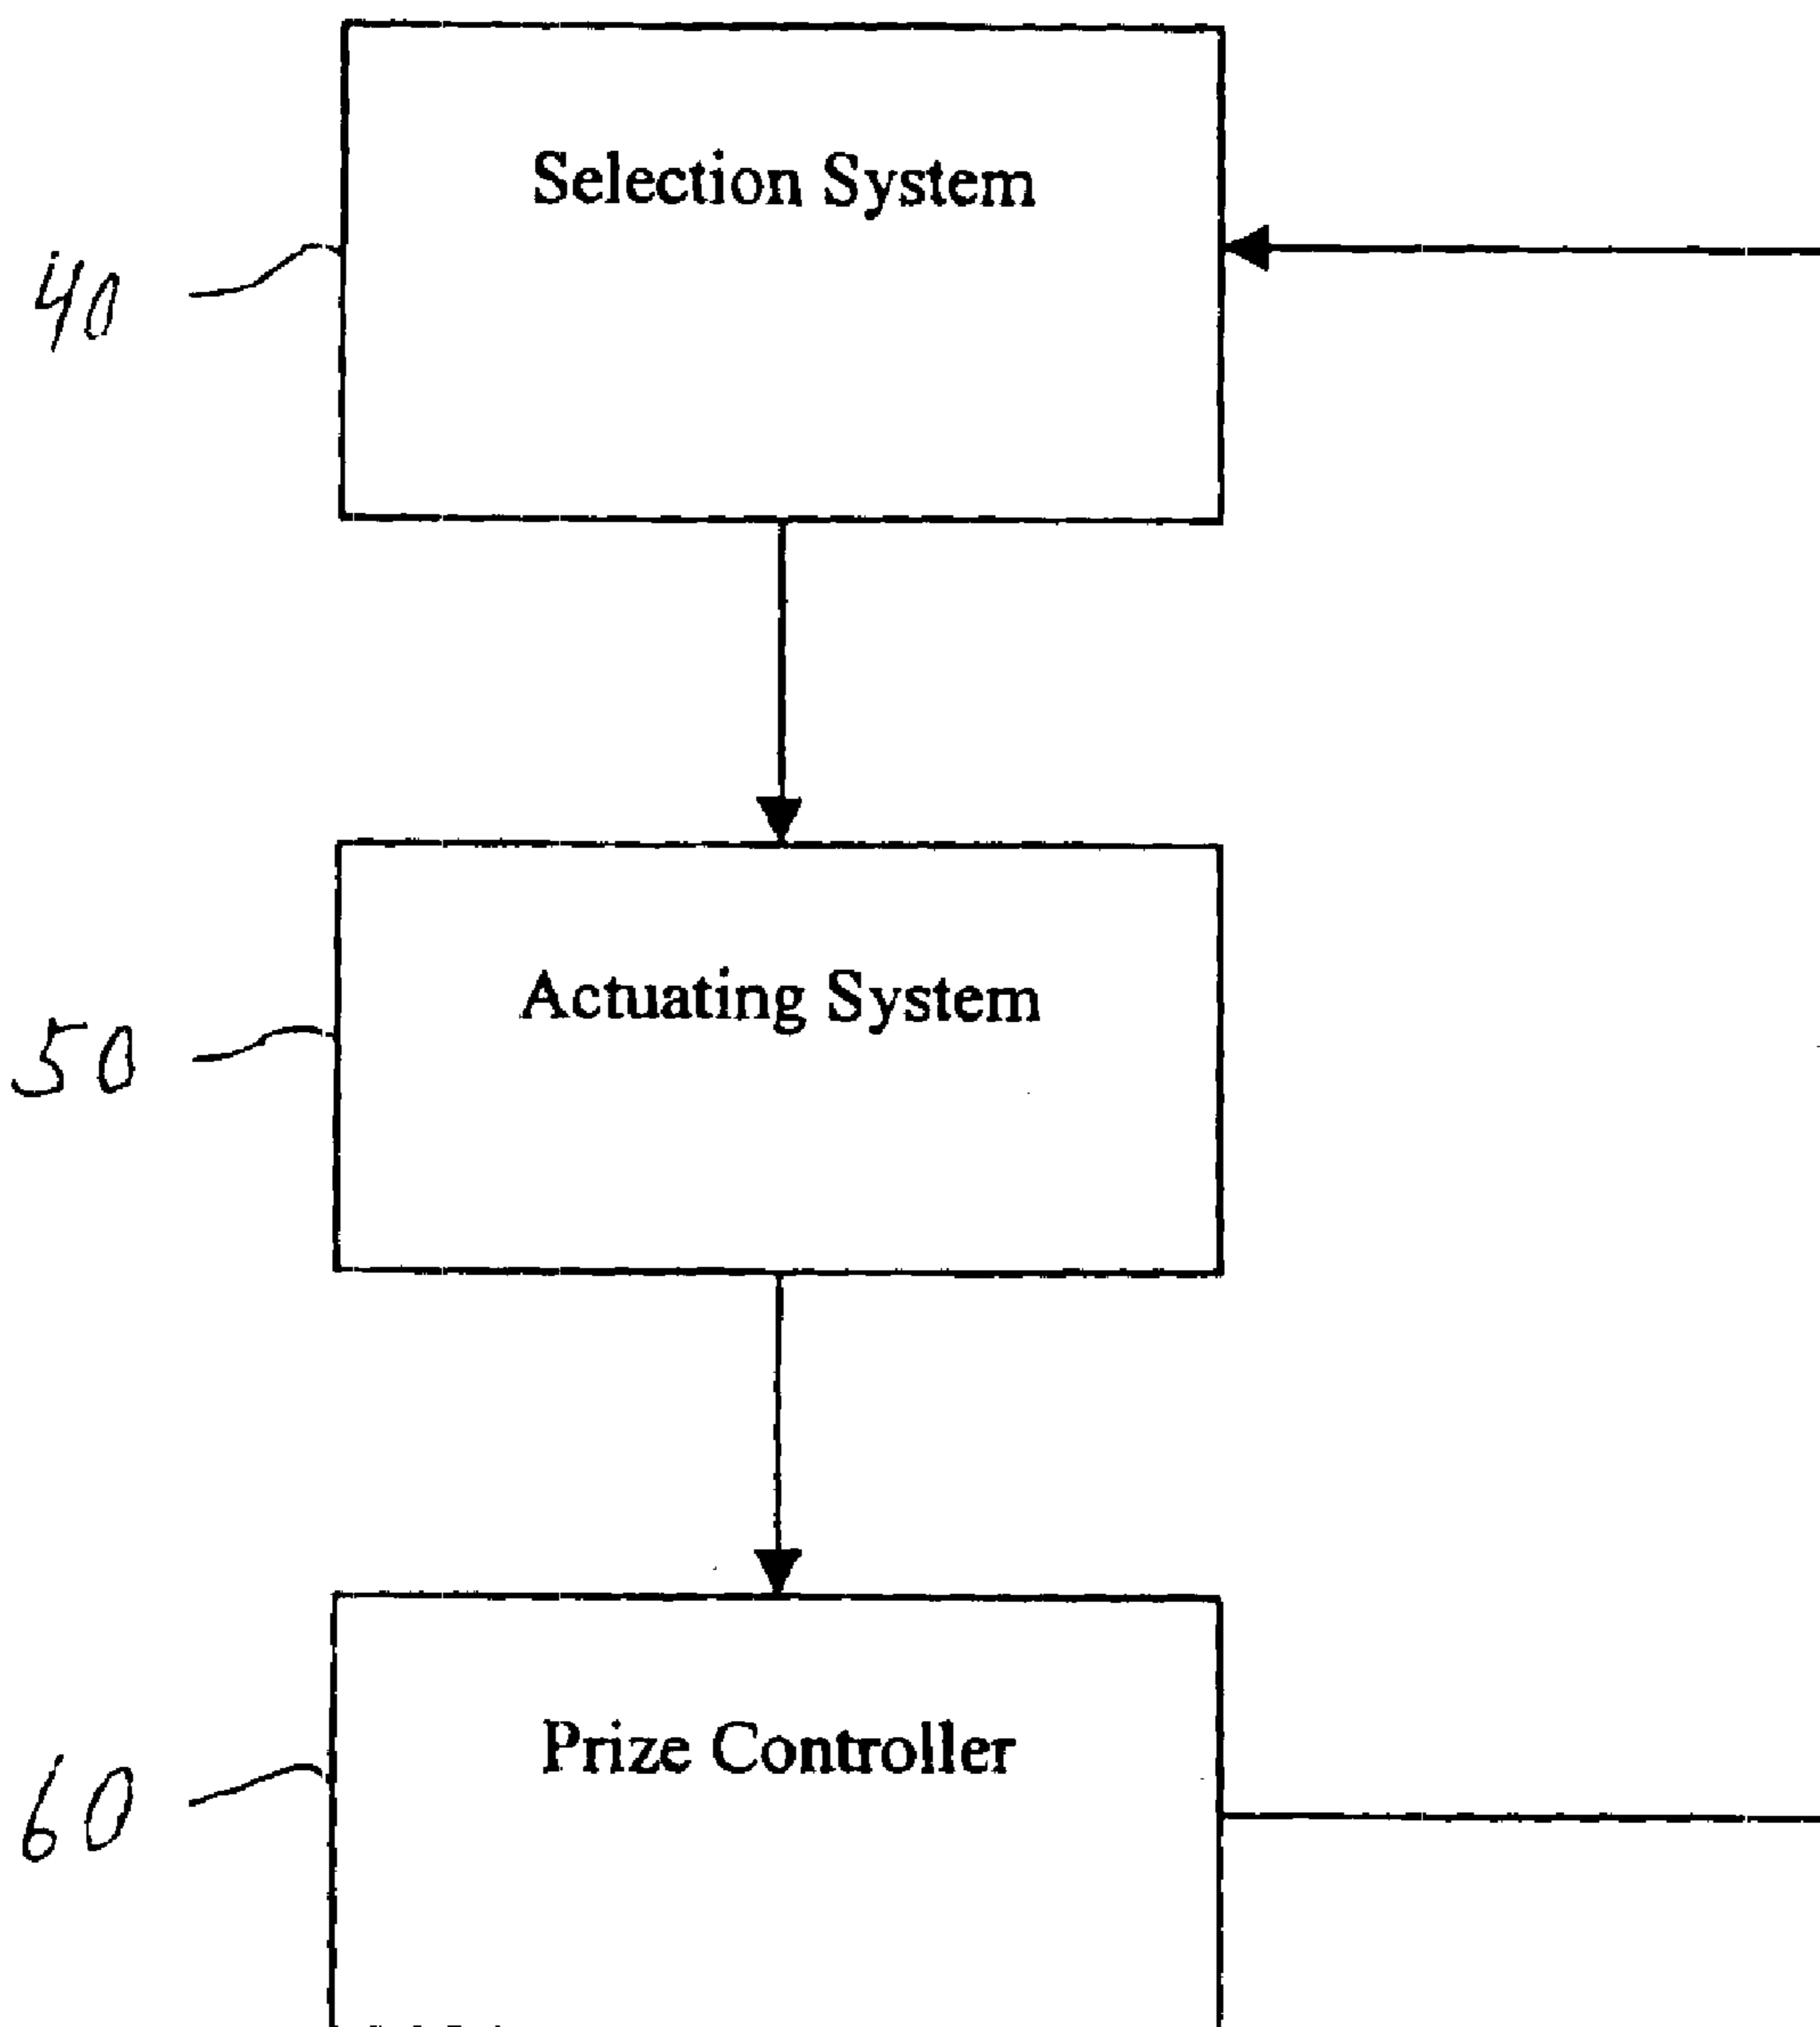 Selection System
40
Actuating System
50
Prize Controller
60